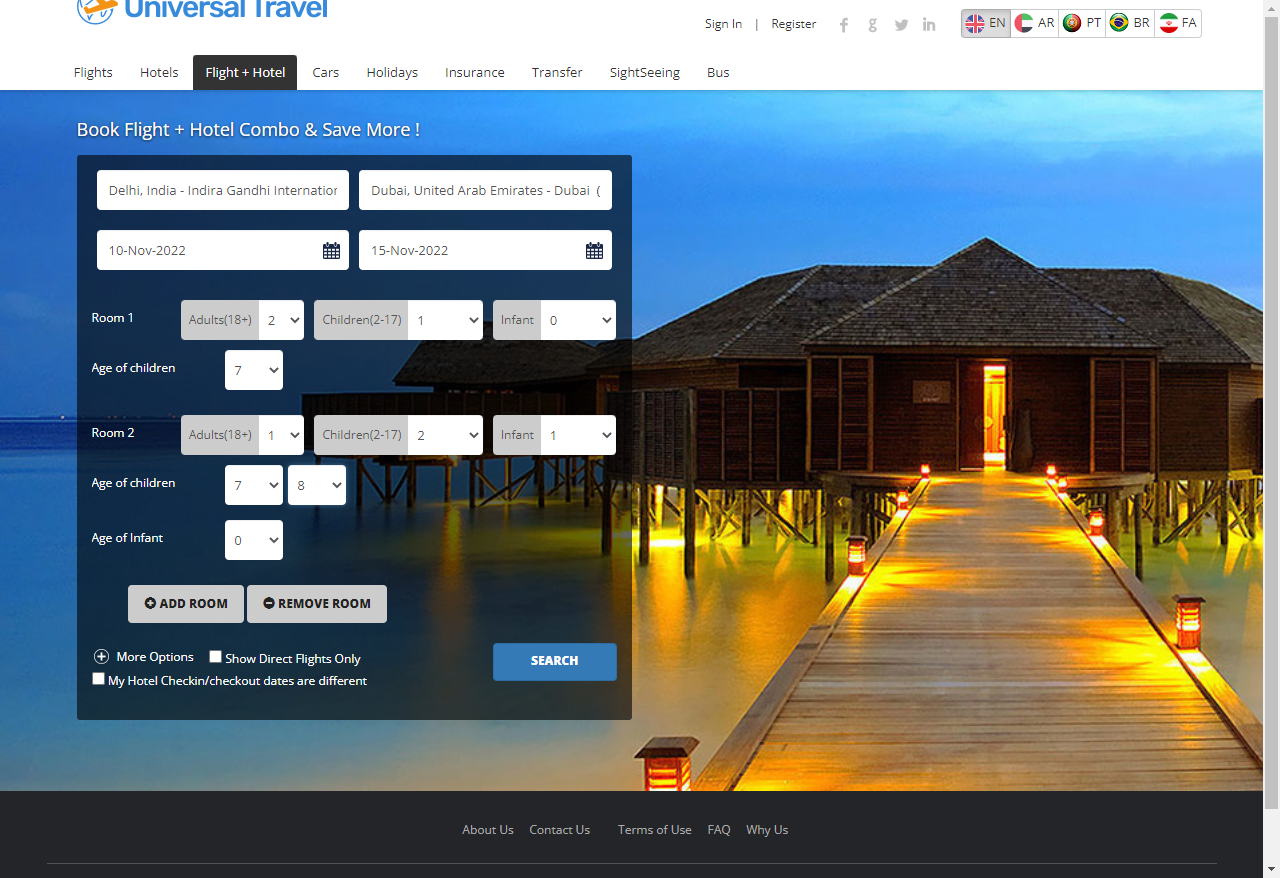 Universal Travel
Sign In | Register
EN AR PT BR FA
Flights Hotels Flight + Hotel Cars Holidays Insurance Transfer SightSeeing Bus
Book Flight + Hotel Combo & Save More !
Delhi, India - Indira Gandhi Internation Dubai, United Arab Emirates - Dubai (
10-Nov-2022 15-Nov-2022
Room 1 Adults(18+) 2 Children(2-17) 1 Infant 0
Age of children 7
Room 2 Adults(18+) 1 Children(2-17) 2 Infant 1
Age of children 7 8
Age of Infant 0
ADD ROOM REMOVE ROOM
More Options Show Direct Flights Only SEARCH
My Hotel Checkin/checkout dates are different
About Us Contact Us Terms of Use FAQ Why Us